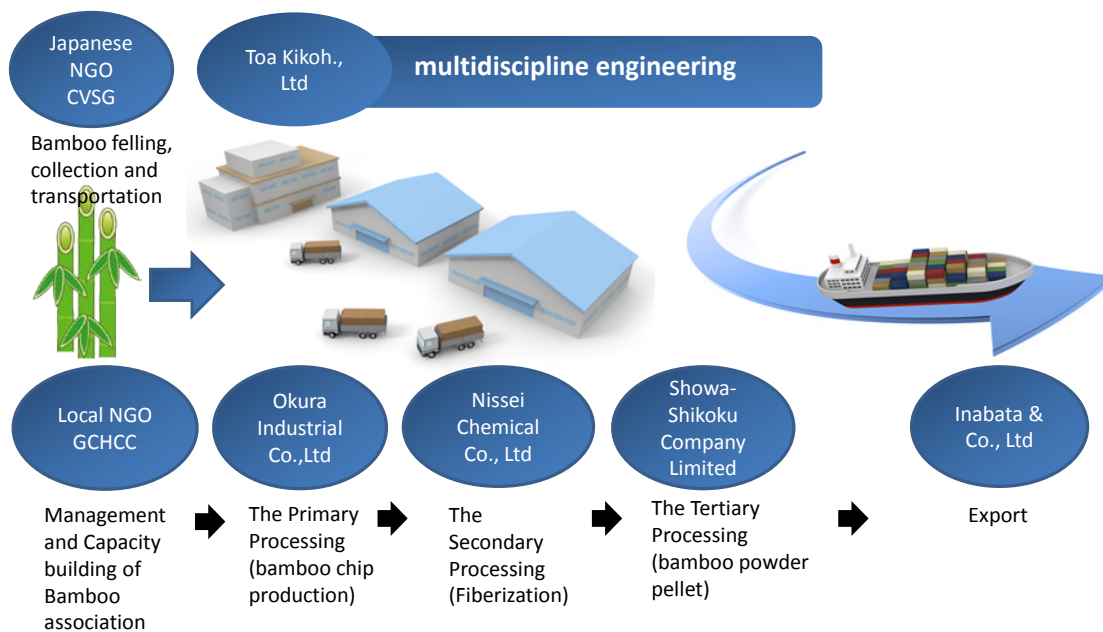 Japanese
NGO
CVSG
Toa Kikoh.,
Ltd
multidiscipline engineering
Bamboo felling,
collection and
transportation
Local NGO
GCHCC
Okura
Industrial
Co.,Ltd
Nissei
Chemical
Co., Ltd
Showa-
Shikoku
Company
Limited
Inabata &
Co., Ltd
Management
and Capacity
building of
Bamboo
association
The Primary
Processing
(bamboo chip
production)
The
Secondary
Processing
(Fiberization)
The Tertiary
Processing
(bamboo powder
pellet)
Export